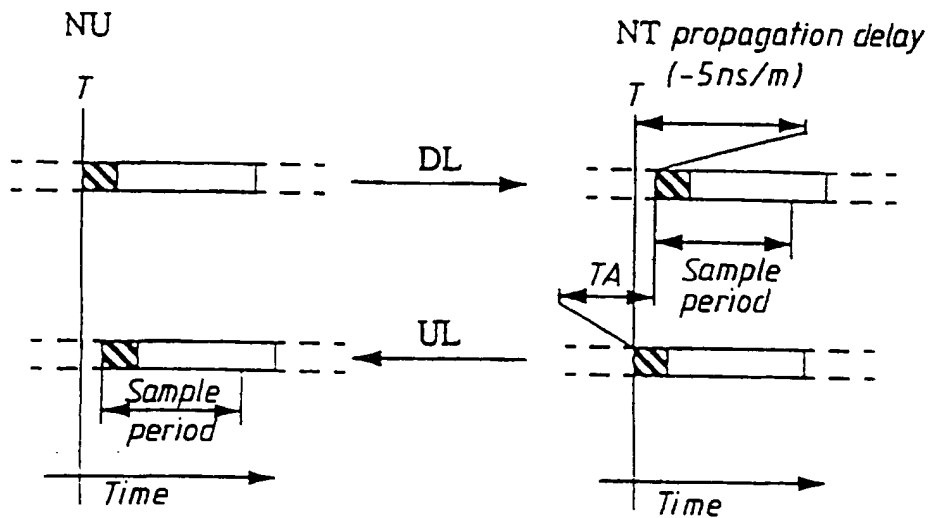 NU
NT propagation delay
(-5ns/m)
T
T
DL
TA
Sample
period
UL
Sample
period
Time
Time